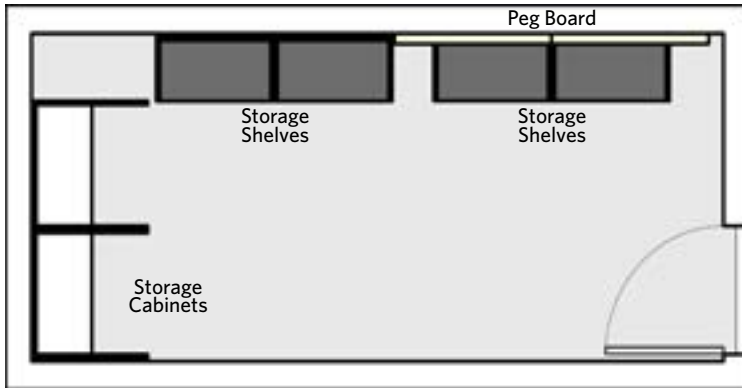 Peg Board
Storage
Shelves
Storage
Shelves
Storage
Cabinets